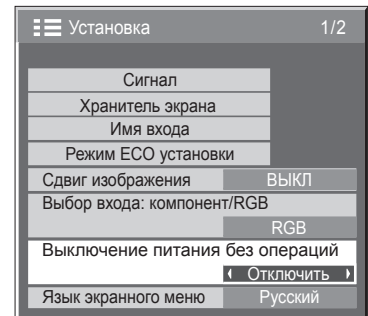 Установка 1/2
Сигнал
Хранитель экрана
Имя входа
Режим ECO установки
Сдвиг изображения ВЫКЛ
Выбор входа: компонент/RGB
RGB
Выключение питания без операций
Отключить
Язык экранного меню Русский